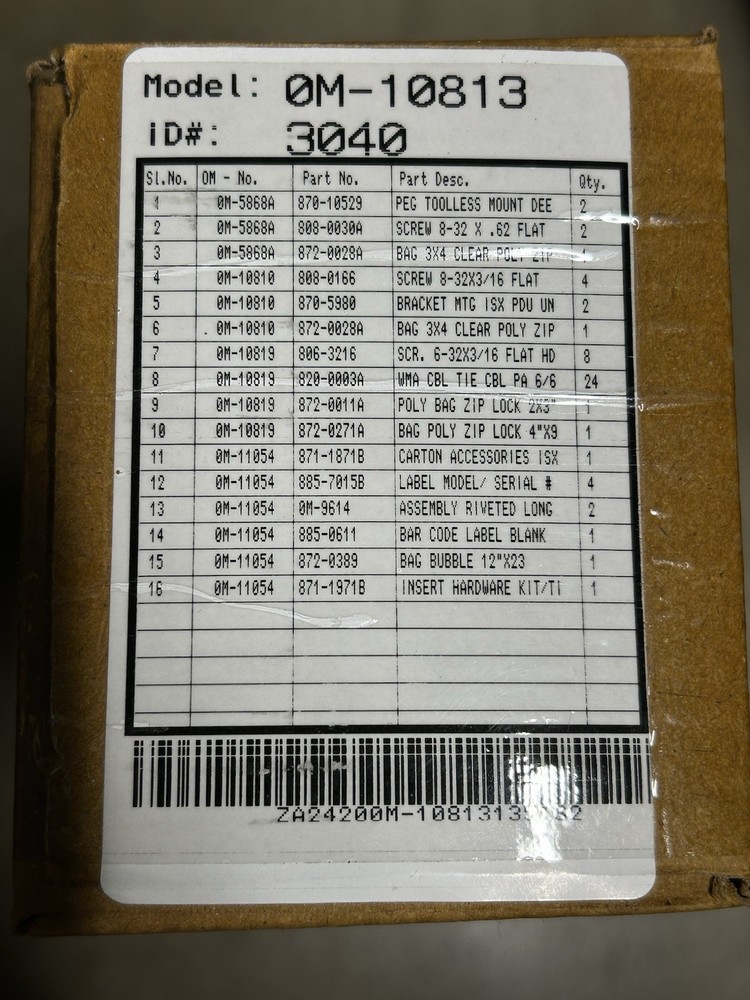 Model: 0M-10813
iD#: 3040
Sl.No. OM - No. Part No. Part Desc. Qty.
1 0M-5868A 870-10529 PEG TOOLLESS MOUNT DEE 2
2 0M-5868A 808-0030A SCREW 8-32 X .62 FLAT 2
3 0M-5868A 872-0028A BAG 3X4 CLEAR POLY ZIP 1
4 0M-10810 808-0166 SCREW 8-32X3/16 FLAT 4
5 0M-10810 870-5980 BRACKET MTG ISX PDU UN 2
6 0M-10810 872-0028A BAG 3X4 CLEAR POLY ZIP 1
7 0M-10819 806-3216 SCR. 6-32X3/16 FLAT HD 8
8 0M-10819 820-0003A WMA CBL TIE CBL PA 6/6 24
9 0M-10819 872-0011A POLY BAG ZIP LOCK 2X3" 1
10 0M-10819 872-0271A BAG POLY ZIP LOCK 4"X9 1
11 0M-11054 871-1871B CARTON ACCESSORIES ISX 1
12 0M-11054 885-7015B LABEL MODEL/ SERIAL # 4
13 0M-11054 0M-9614 ASSEMBLY RIVETED LONG 2
14 0M-11054 885-0611 BAR CODE LABEL BLANK 1
15 0M-11054 872-0389 BAG BUBBLE 12"X23 1
16 0M-11054 871-1971B INSERT HARDWARE KIT/TI 1